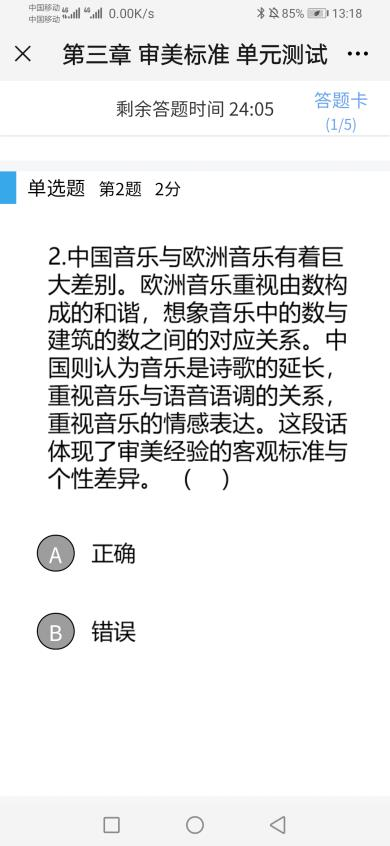 中国移动
中国移动
0.00K/s
85%
13:18
第三章 审美标准 单元测试
剩余答题时间 24:05
答题卡
(1/5)
单选题 第2题 2分
2.中国音乐与欧洲音乐有着巨
大差别。欧洲音乐重视由数构
成的和谐，想象音乐中的数与
建筑的数之间的对应关系。中
国则认为音乐是诗歌的延长，
重视音乐与语音语调的关系，
重视音乐的情感表达。这段话
体现了审美经验的客观标准与
个性差异。 （ ）
A 正确
B 错误